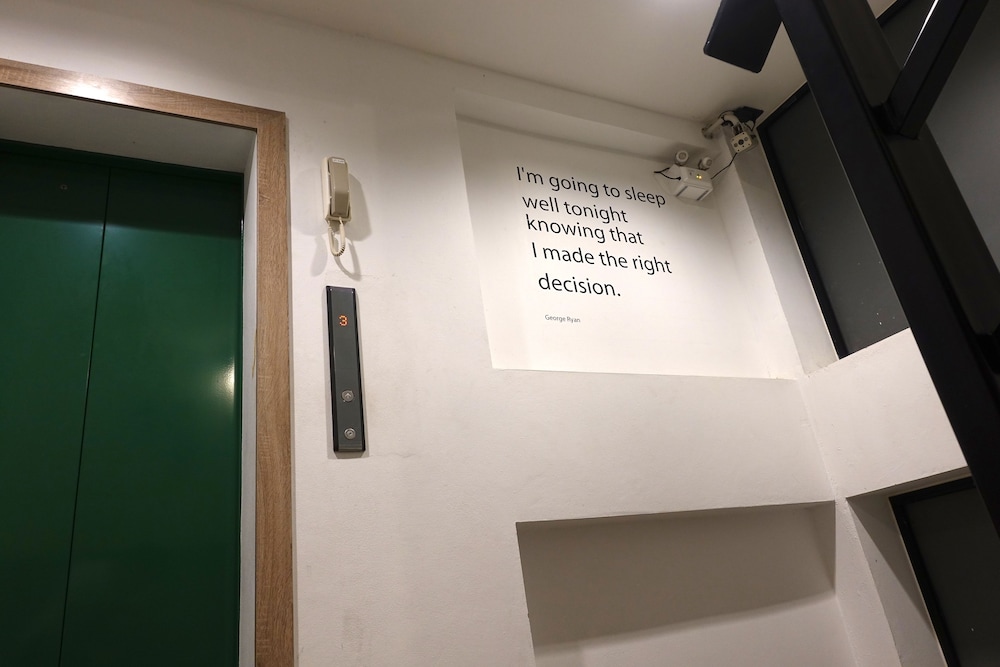 3
I'm going to sleep
well tonight
knowing that
I made the right
decision.
George Ryan